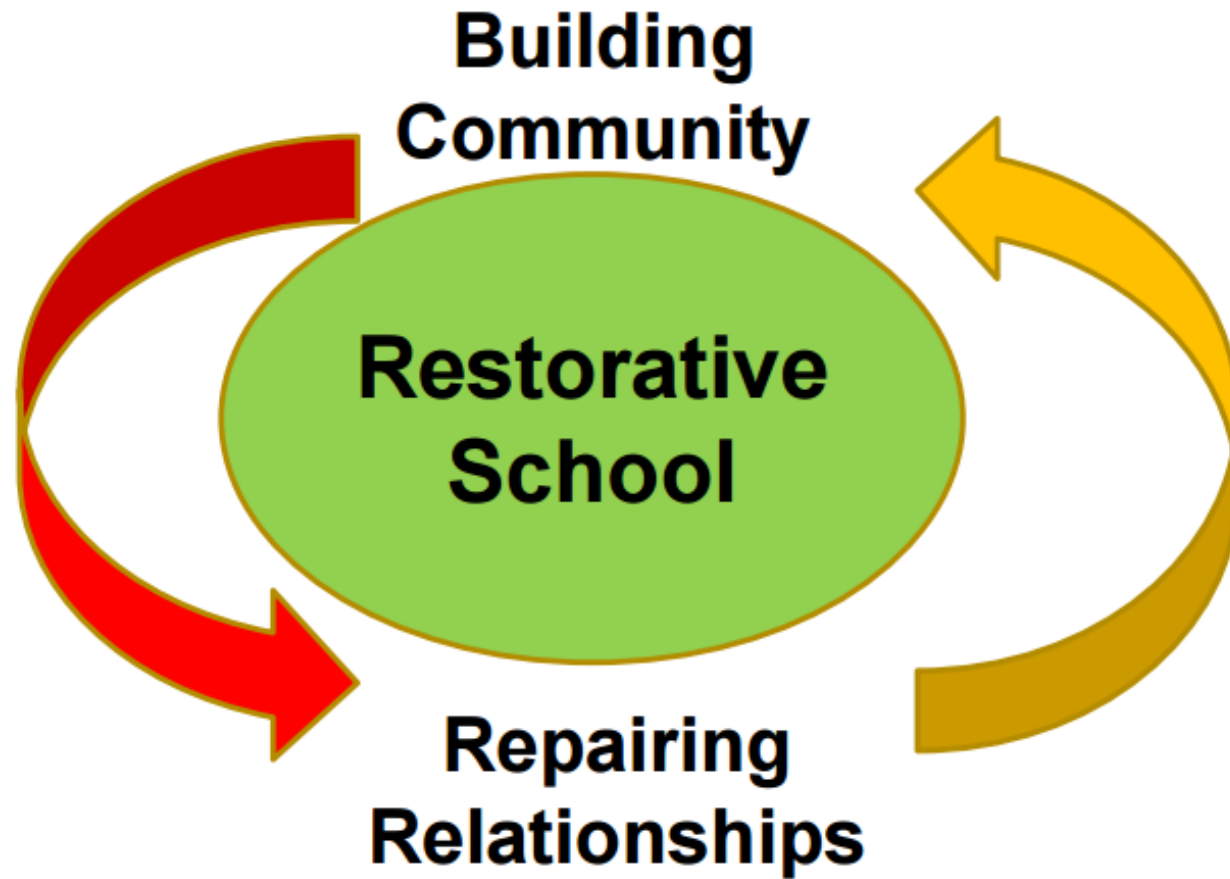 Building
Community
Restorative
School
Repairing
Relationships